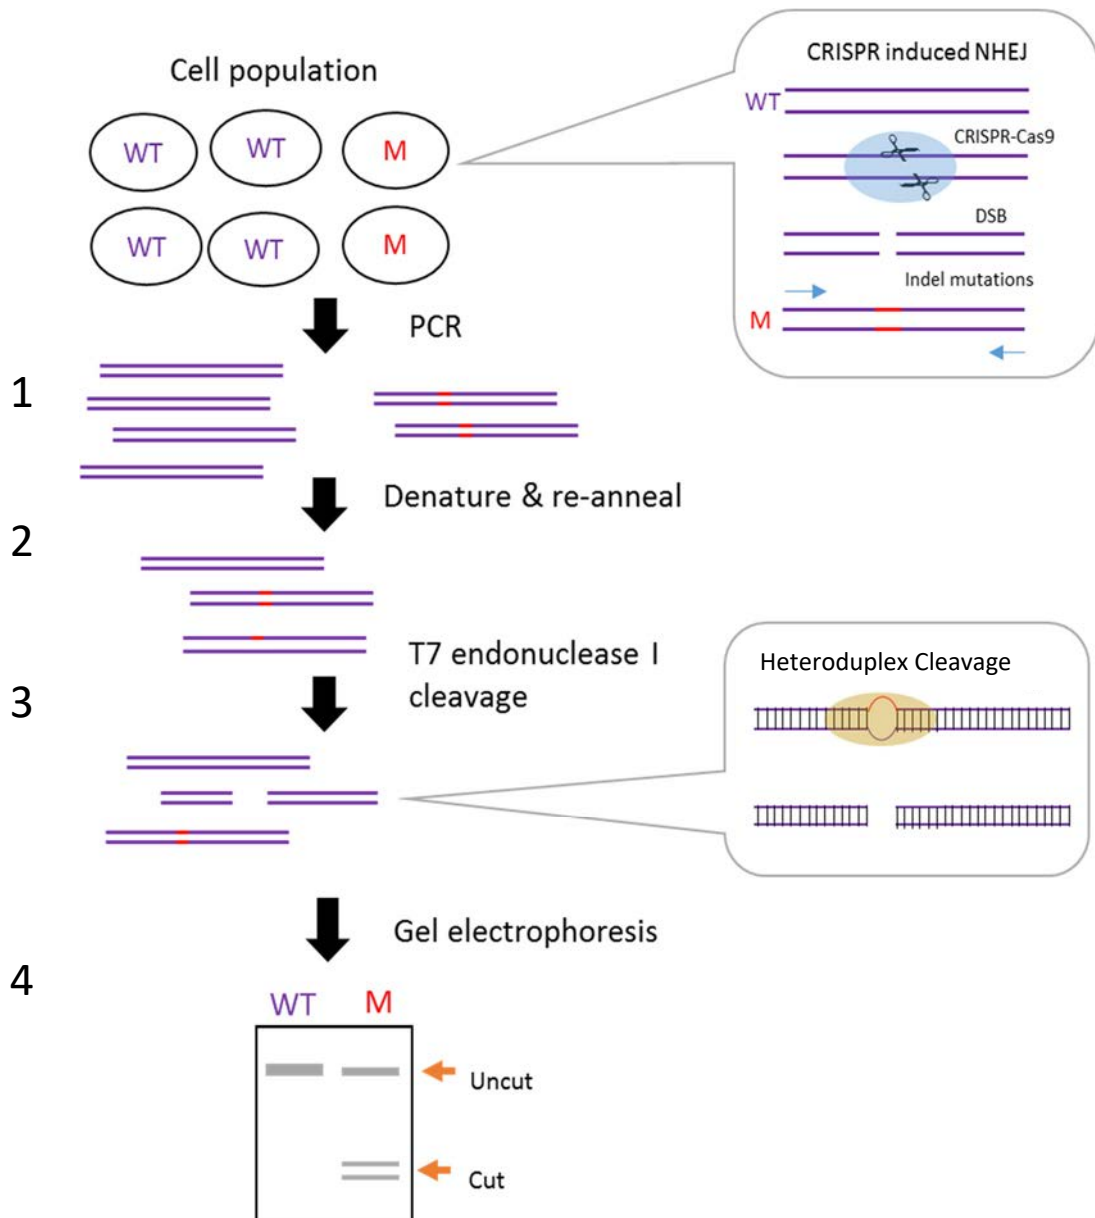 Cell population
WT
WT
M
WT
WT
M
CRISPR induced NHEJ
WT
CRISPR-Cas9
DSB
Indel mutations
M
PCR
1
Denature & re-anneal
2
T7 endonuclease I
cleavage
3
Heteroduplex Cleavage
Gel electrophoresis
4
WT M
Uncut
Cut